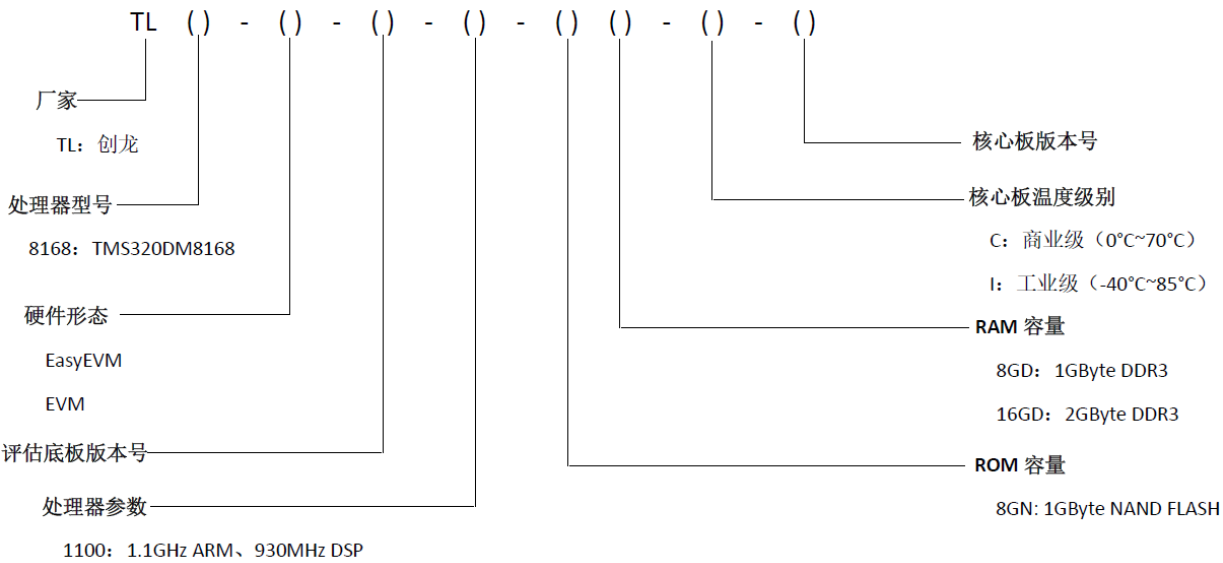 TL () - () - () - () - () () - () - ()
厂家
TL：创龙
处理器型号
8168：TMS320DM8168
硬件形态
EasyEVM
EVM
评估底板版本号
处理器参数
1100：1.1GHz ARM、930MHz DSP
核心板版本号
核心板温度级别
C：商业级（0°C~70°C）
I：工业级（-40°C~85°C）
RAM 容量
8GD：1GByte DDR3
16GD：2GByte DDR3
ROM 容量
8GN: 1GByte NAND FLASH